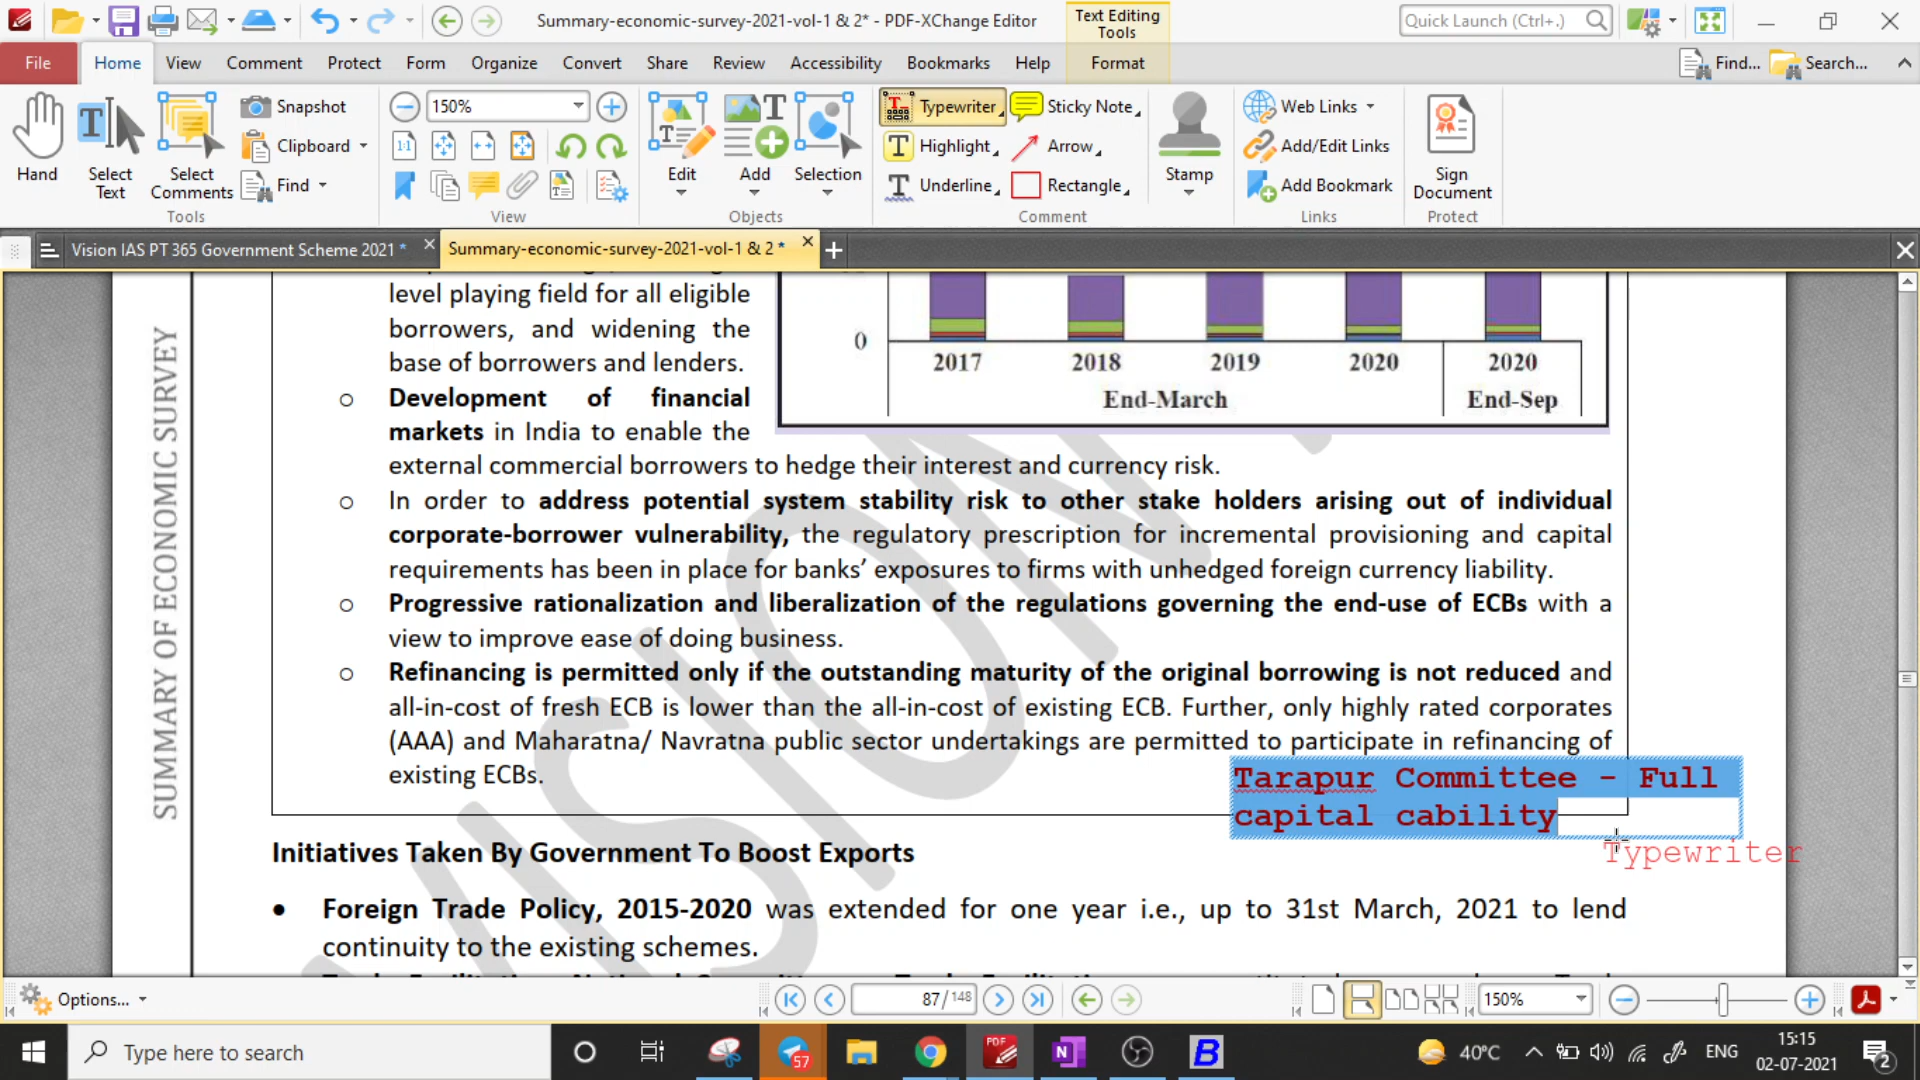 Summary-economic-survey-2021-vol-1 & 2* - PDF-XChange Editor
Text Editing
Tools
Quick Launch (Ctrl+.)
File Home View Comment Protect Form Organize Convert Share Review Accessibility Bookmarks Help Format Find... Search...
Hand
Select
Text
Select
Comments
Snapshot
Clipboard
Find
Tools
150%
1:1
View
Edit
Add
Selection
Objects
Typewriter
Highlight
Underline
Sticky Note
Arrow
Rectangle
Stamp
Comment
Web Links
Add/Edit Links
Add Bookmark
Links
Sign
Document
Protect
Vision IAS PT 365 Government Scheme 2021 *
Summary-economic-survey-2021-vol-1 & 2 *
SUMMARY OF ECONOMIC SURVEY
level playing field for all eligible
borrowers, and widening the
base of borrowers and lenders.
0
2017 2018 2019 2020 2020
End-March End-Sep
o Development of financial
markets in India to enable the
external commercial borrowers to hedge their interest and currency risk.
o In order to address potential system stability risk to other stake holders arising out of individual
corporate-borrower vulnerability, the regulatory prescription for incremental provisioning and capital
requirements has been in place for banks’ exposures to firms with unhedged foreign currency liability.
o Progressive rationalization and liberalization of the regulations governing the end-use of ECBs with a
view to improve ease of doing business.
o Refinancing is permitted only if the outstanding maturity of the original borrowing is not reduced and
all-in-cost of fresh ECB is lower than the all-in-cost of existing ECB. Further, only highly rated corporates
(AAA) and Maharatna/ Navratna public sector undertakings are permitted to participate in refinancing of
existing ECBs.
Tarapur Committee - Full
capital cability
Typewriter
Initiatives Taken By Government To Boost Exports
• Foreign Trade Policy, 2015-2020 was extended for one year i.e., up to 31st March, 2021 to lend
continuity to the existing schemes.
VISION
Options...
87 / 148
150%
Type here to search
57
PDF
N
B
40°C
ENG
15:15
02-07-2021
2